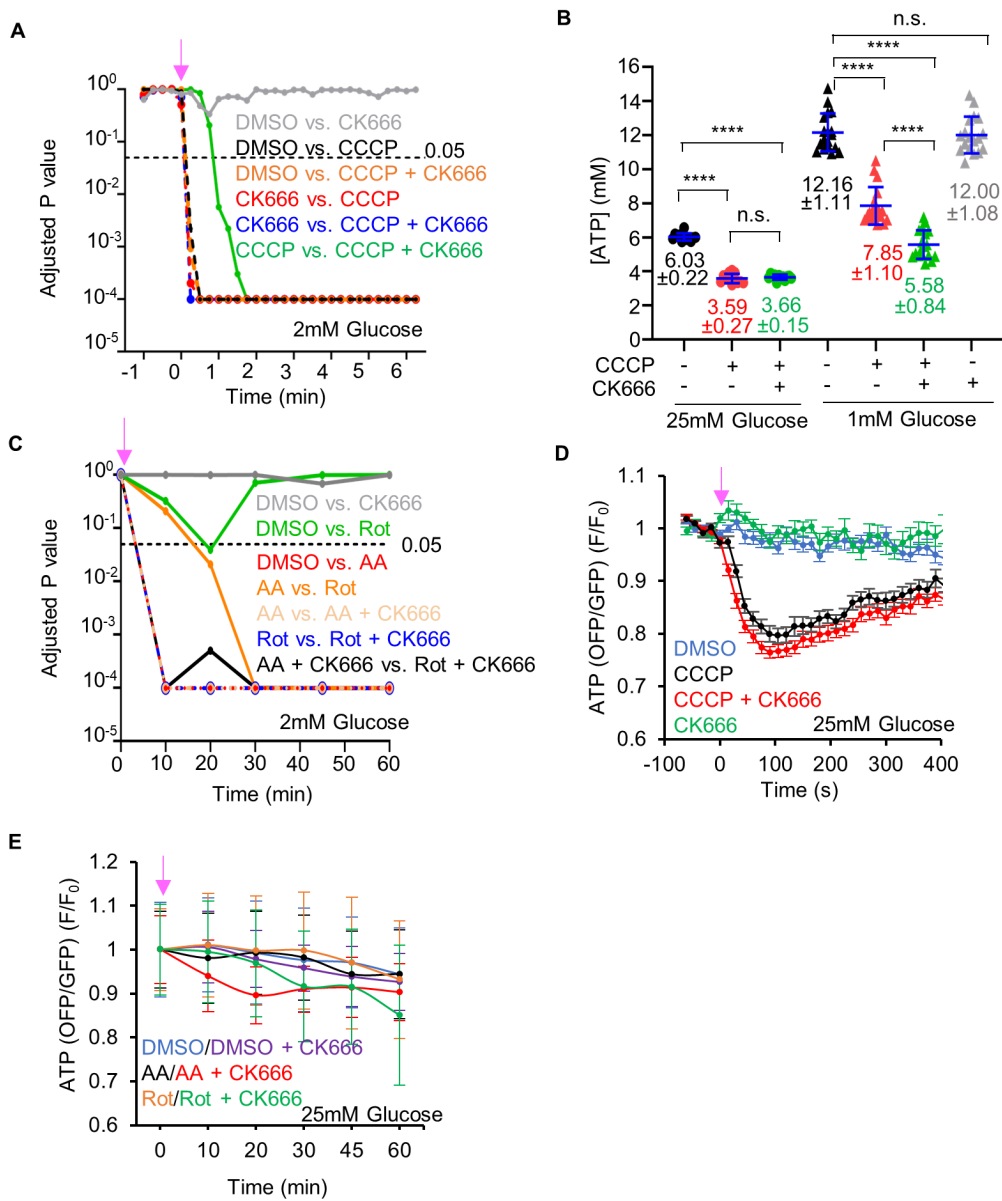 A
Adjusted P value
10⁰
10⁻¹
10⁻²
10⁻³
10⁻⁴
10⁻⁵
DMSO vs. CK666
DMSO vs. CCCP
0.05
DMSO vs. CCCP + CK666
CK666 vs. CCCP
CK666 vs. CCCP + CK666
CCCP vs. CCCP + CK666
2mM Glucose
-1 0 1 2 3 4 5 6
Time (min)
B
n.s.
****
****
****
****
****
n.s.
[ATP] (mM)
16
14
12
10
8
6
4
2
0
6.03
±0.22
3.59
±0.27
3.66
±0.15
12.16
±1.11
7.85
±1.10
5.58
±0.84
12.00
±1.08
CCCP - + + - + + -
CK666 - - + - - + +
25mM Glucose 1mM Glucose
C
Adjusted P value
10⁰
10⁻¹
10⁻²
10⁻³
10⁻⁴
10⁻⁵
DMSO vs. CK666
DMSO vs. Rot
0.05
DMSO vs. AA
AA vs. Rot
AA vs. AA + CK666
Rot vs. Rot + CK666
AA + CK666 vs. Rot + CK666
2mM Glucose
0 10 20 30 40 50 60
Time (min)
D
ATP (OFP/GFP) (F/F₀)
1.1
1
0.9
0.8
0.7
0.6
DMSO
CCCP
CCCP + CK666
CK666
25mM Glucose
-100 0 100 200 300 400
Time (s)
E
ATP (OFP/GFP) (F/F₀)
1.2
1.1
1
0.9
0.8
0.7
0.6
DMSO/DMSO + CK666
AA/AA + CK666
Rot/Rot + CK666
25mM Glucose
0 10 20 30 45 60
Time (min)